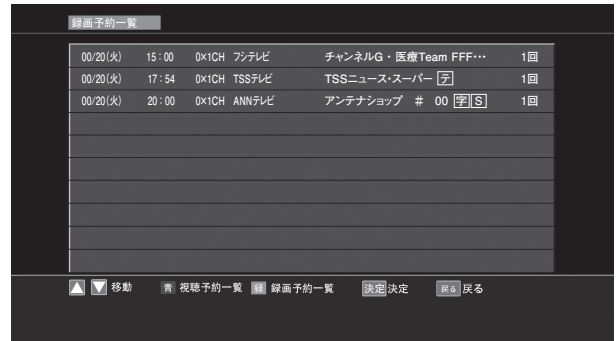 録画予約一覧
00/20(火) 15:00 0×1CH フジテレビ チャンネルG・医療Team FFF… 1回
00/20(火) 17:54 0×1CH TSSテレビ TSSニュース・スーパー テ 1回
00/20(火) 20:00 0×1CH ANNテレビ アンテナショップ # 00 字 S 1回
移動 青 視聴予約一覧 緑 録画予約一覧 決定 決定 戻る 戻る